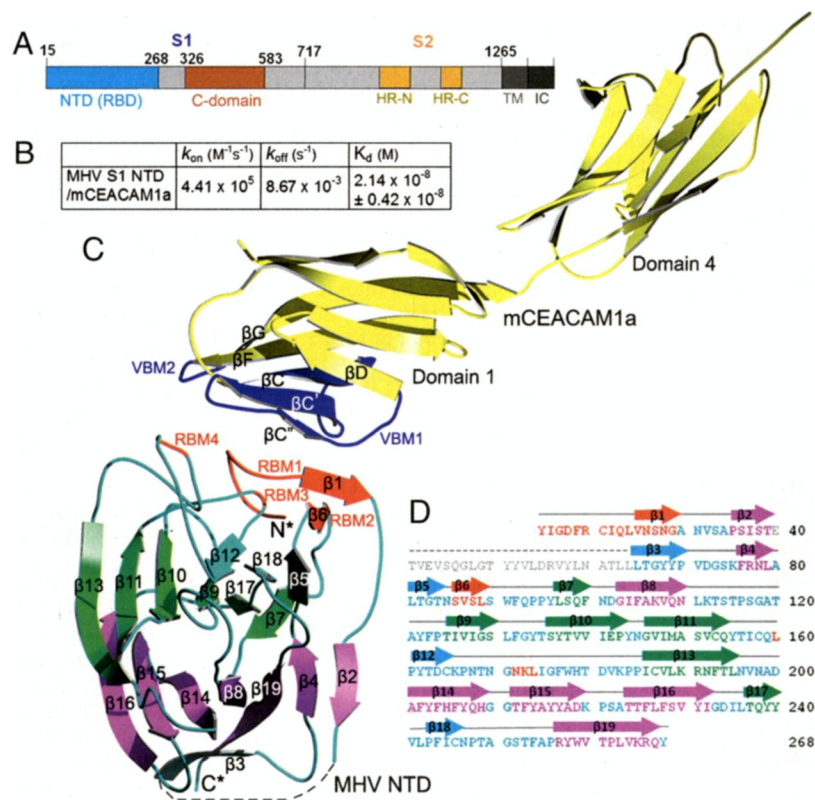 A
S1
S2
15
268
326
583
717
1265
NTD (RBD)
C-domain
HR-N
HR-C
TM
IC
B
kon (M-1s-1)
koff (s-1)
Kd (M)
MHV S1 NTD
/mCEACAM1a
4.41 x 10⁵
8.67 x 10⁻³
2.14 x 10⁻⁸
± 0.42 x 10⁻⁸
C
Domain 4
mCEACAM1a
Domain 1
βG
βF
VBM2
βC
βD
βC'
βC"
VBM1
RBM4
RBM1
RBM3
β1
N*
β6
RBM2
β12
β18
β13
β11
β10
β9
β17
β5
β7
β15
β16
β14
β8
β19
β4
β2
β3
C*
MHV NTD
D
β1 β2
YIGDFR CIQLVNSNGA NVSAPSISTE 40
β3 β4
TVEVSQGLGT YYVLDRVYLN ATLLLTGYYP VDGSKFRNLA 80
β5 β6 β7 β8
LTGTNSVSLS WFQPPYLSQF NDGIFAKVQN LKTSTPSGAT 120
β9 β10 β11
AYFPTIVIGS LFGYTSYTVV IEPYNGVIMA SVCQYTICQL 160
β12 β13
PYTDCKPNTN GNKLIGFWHT DVKPPICVLK RNFTLNVNAD 200
β14 β15 β16 β17
AFYFHFYQHG GTFYAYYADK PSATTFLFSV YIGDILTQYY 240
β18 β19
VLPFICNPTA GSTFAPRYWV TPLVKRQY 268